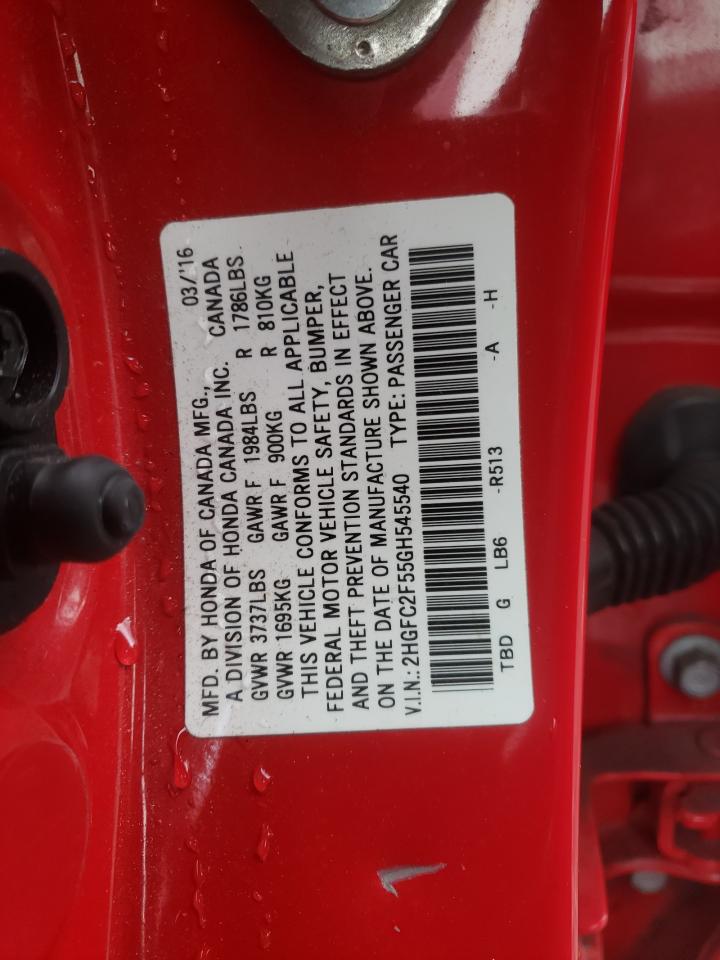 MFD. BY HONDA OF CANADA MFG., 03/'16
A DIVISION OF HONDA CANADA INC. CANADA
GVWR 3737LBS GAWR F 1984LBS R 1786LBS
GVWR 1695KG GAWR F 900KG R 810KG
THIS VEHICLE CONFORMS TO ALL APPLICABLE
FEDERAL MOTOR VEHICLE SAFETY, BUMPER,
AND THEFT PREVENTION STANDARDS IN EFFECT
ON THE DATE OF MANUFACTURE SHOWN ABOVE.
V.I.N.: 2HGFC2F55GH545540 TYPE: PASSENGER CAR
TBD G LB6 -R513 -A -H